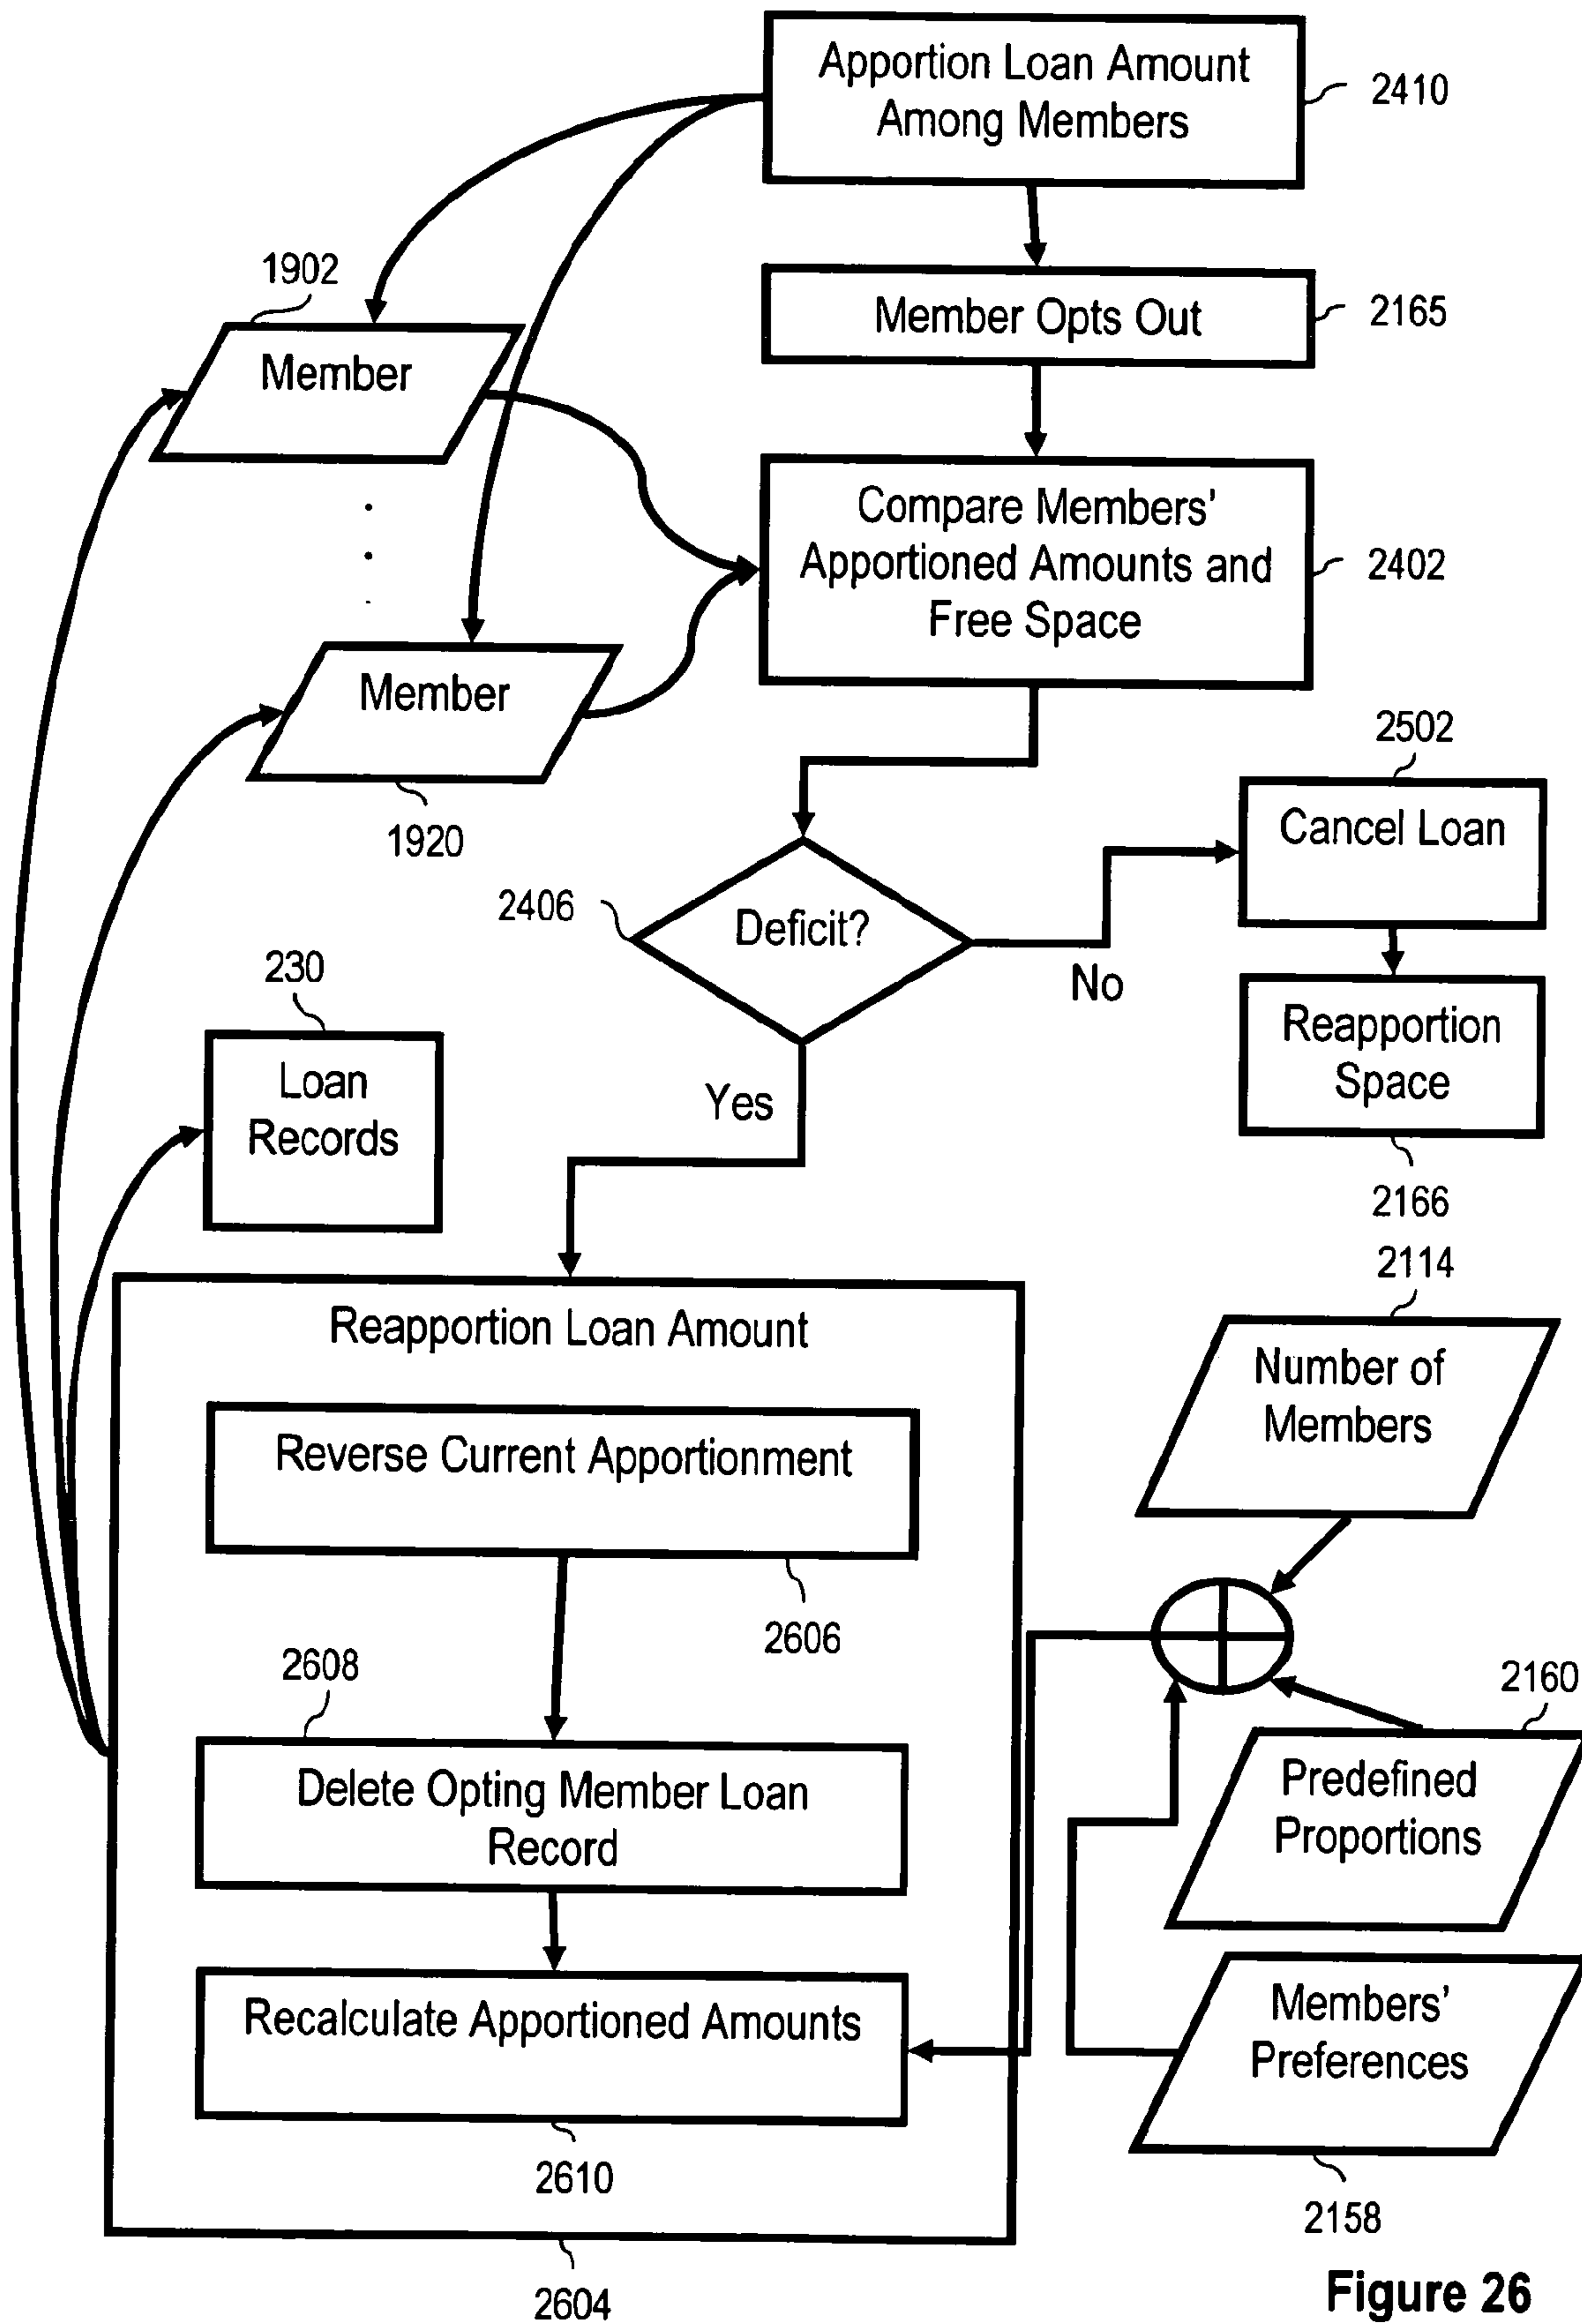 Apportion Loan Amount
Among Members
2410
1902
Member
Member Opts Out
2165
Compare Members'
Apportioned Amounts and
Free Space
2402
Member
1920
2502
Cancel Loan
2406
Deficit?
No
230
Loan
Records
Yes
Reapportion
Space
2166
2114
Reapportion Loan Amount
Number of
Members
Reverse Current Apportionment
2606
2608
2160
Delete Opting Member Loan
Record
Predefined
Proportions
Recalculate Apportioned Amounts
Members'
Preferences
2610
2158
2604
Figure 26